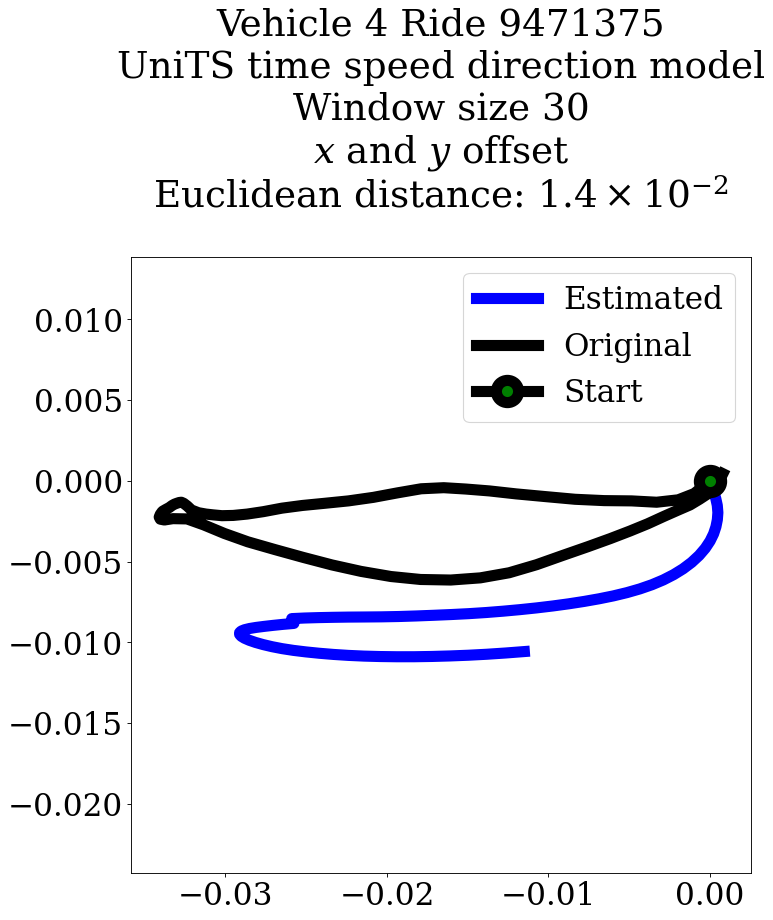 Vehicle 4 Ride 9471375
UniTS time speed direction model
Window size 30
x and y offset
Euclidean distance: 1.4 × 10⁻²
Estimated
Original
Start
0.010
0.005
0.000
−0.005
−0.010
−0.015
−0.020
−0.03 −0.02 −0.01 0.00